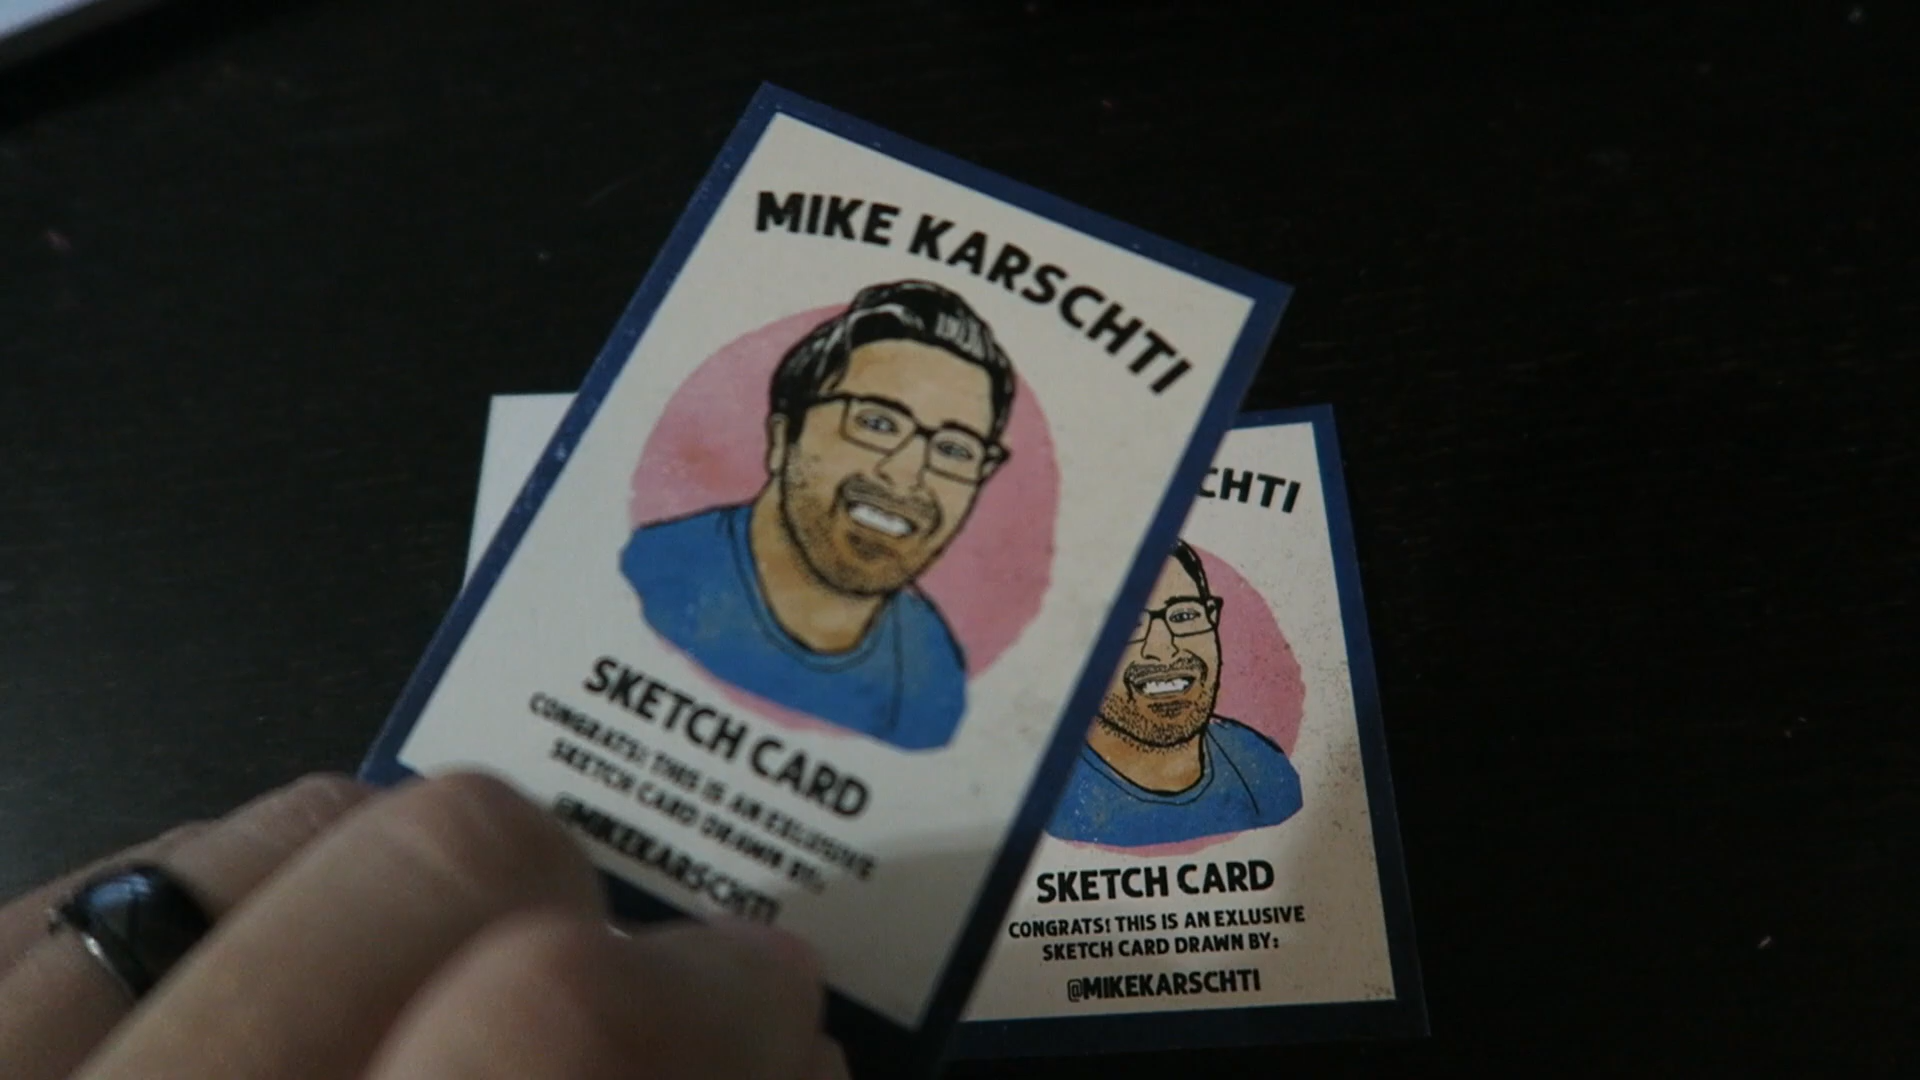 MIKE KARSCHTI
SKETCH CARD
CONGRATS! THIS IS AN EXLUSIVE
SKETCH CARD DRAWN BY:
@MIKEKARSCHTI
CHTI
SKETCH CARD
CONGRATS! THIS IS AN EXLUSIVE
SKETCH CARD DRAWN BY:
@MIKEKARSCHTI